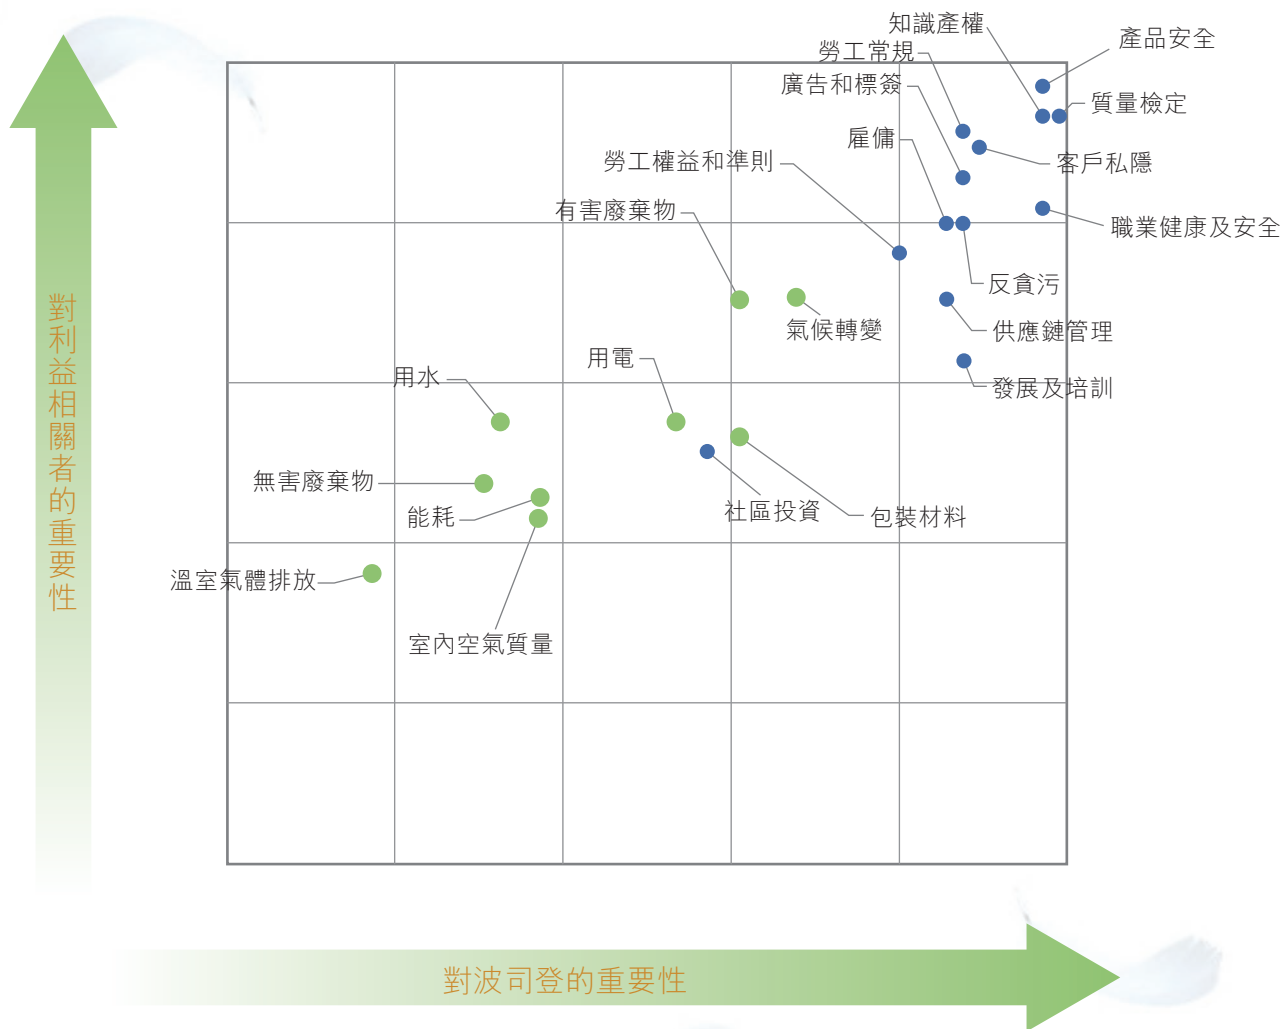 知識產權
產品安全
勞工常規
廣告和標簽
質量檢定
雇傭
勞工權益和準則
客戶私隱
有害廢棄物
職業健康及安全
反貪污
氣候轉變
供應鏈管理
用電
用水
發展及培訓
無害廢棄物
能耗
社區投資
包裝材料
溫室氣體排放
室內空氣質量
對利益相關者的重要性
對波司登的重要性